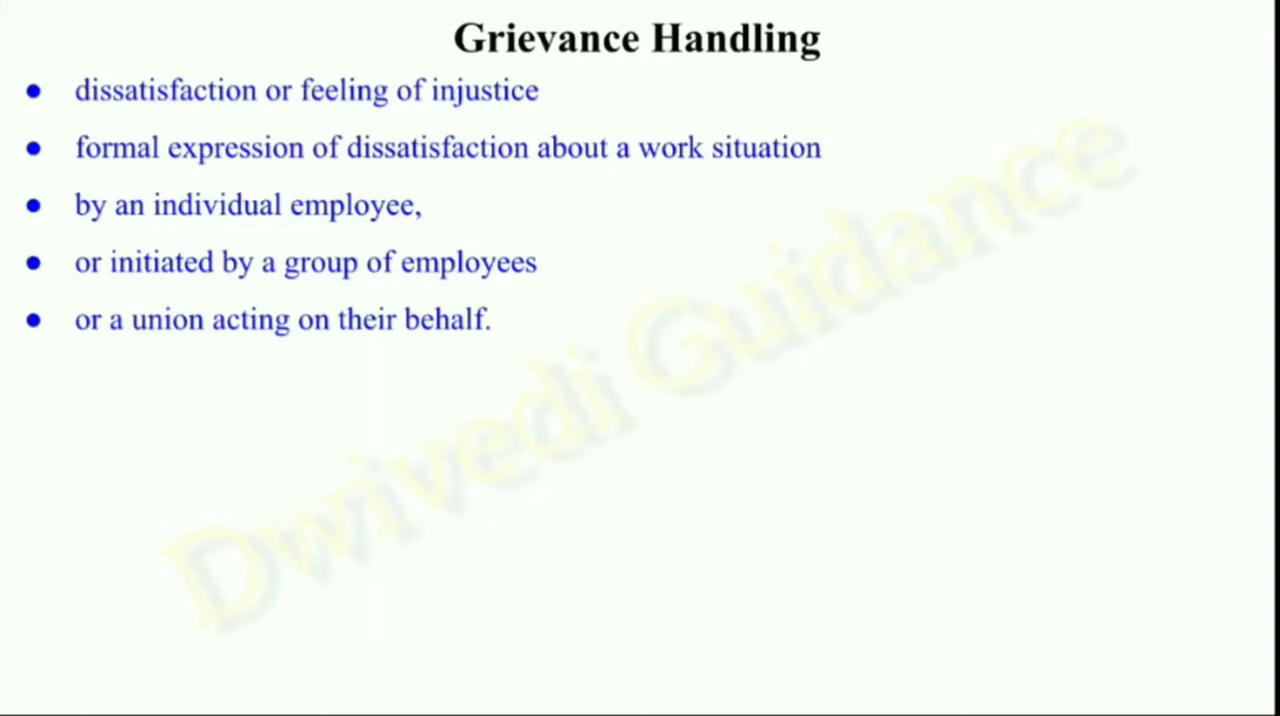 Grievance Handling
● dissatisfaction or feeling of injustice
● formal expression of dissatisfaction about a work situation
● by an individual employee,
● or initiated by a group of employees
● or a union acting on their behalf.
Dwivedi Guidance